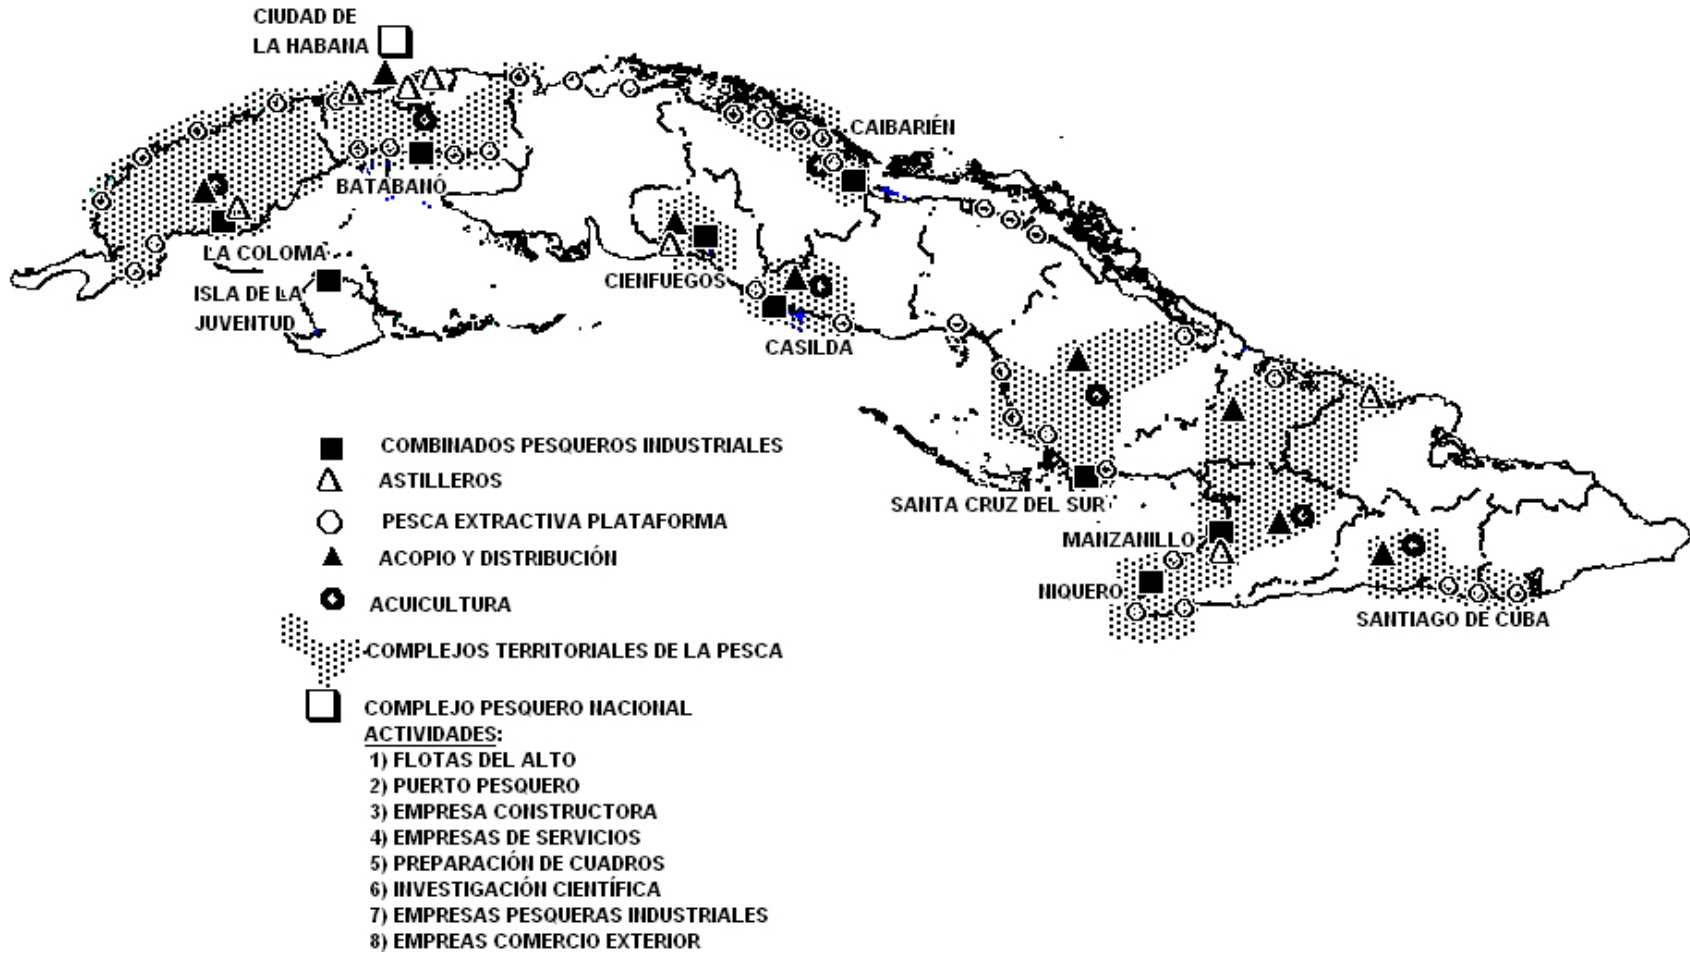 CIUDAD DE
LA HABANA
CAIBARIÉN
BATABANÓ
LA COLOMA
ISLA DE LA
JUVENTUD
CIENFUEGOS
CASILDA
SANTA CRUZ DEL SUR
MANZANILLO
NIQUERO
SANTIAGO DE CUBA
COMBINADOS PESQUEROS INDUSTRIALES
ASTILLEROS
PESCA EXTRACTIVA PLATAFORMA
ACOPIO Y DISTRIBUCIÓN
ACUICULTURA
COMPLEJOS TERRITORIALES DE LA PESCA
COMPLEJO PESQUERO NACIONAL
ACTIVIDADES:
1) FLOTAS DEL ALTO
2) PUERTO PESQUERO
3) EMPRESA CONSTRUCTORA
4) EMPRESAS DE SERVICIOS
5) PREPARACIÓN DE CUADROS
6) INVESTIGACIÓN CIENTÍFICA
7) EMPRESAS PESQUERAS INDUSTRIALES
8) EMPREAS COMERCIO EXTERIOR